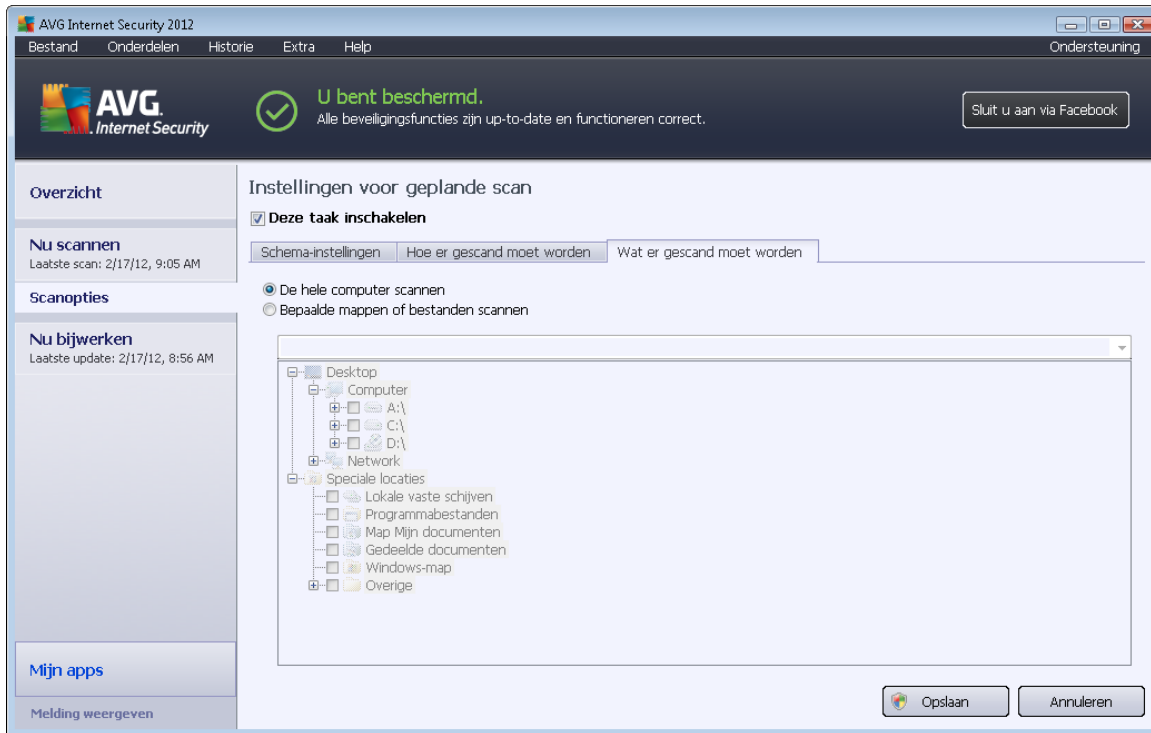 AVG Internet Security 2012
Bestand Onderdelen Historie Extra Help Ondersteuning
AVG.
Internet Security
U bent beschermd.
Alle beveiligingsfuncties zijn up-to-date en functioneren correct.
Sluit u aan via Facebook
Overzicht
Nu scannen
Laatste scan: 2/17/12, 9:05 AM
Scanopties
Nu bijwerken
Laatste update: 2/17/12, 8:56 AM
Mijn apps
Melding weergeven
Instellingen voor geplande scan
Deze taak inschakelen
Schema-instellingen Hoe er gescand moet worden Wat er gescand moet worden
De hele computer scannen
Bepaalde mappen of bestanden scannen
Desktop
Computer
A:\
C:\
D:\
Network
Speciale locaties
Lokale vaste schijven
Programmabestanden
Map Mijn documenten
Gedeelde documenten
Windows-map
Overige
Opslaan Annuleren